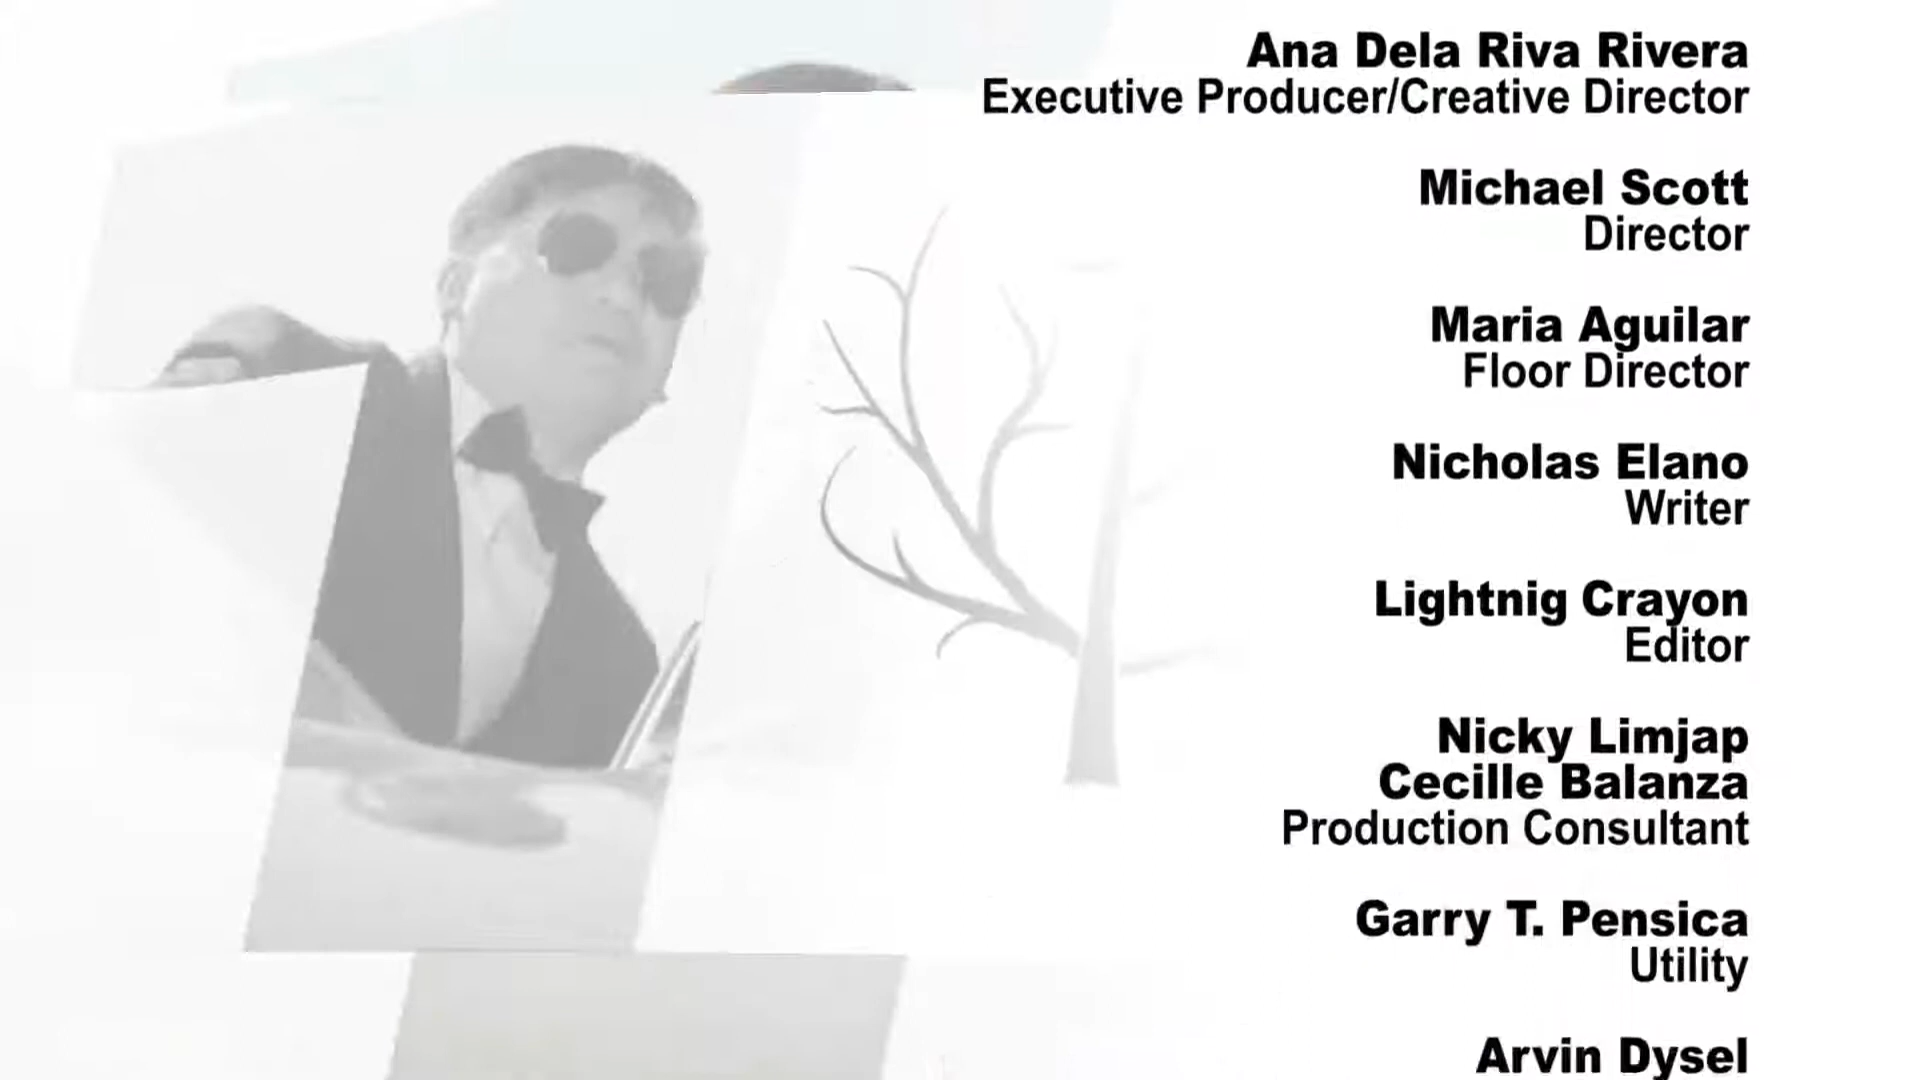 Ana Dela Riva Rivera
Executive Producer/Creative Director
Michael Scott
Director
Maria Aguilar
Floor Director
Nicholas Elano
Writer
Lightnig Crayon
Editor
Nicky Limjap
Cecille Balanza
Production Consultant
Garry T. Pensica
Utility
Arvin Dysel